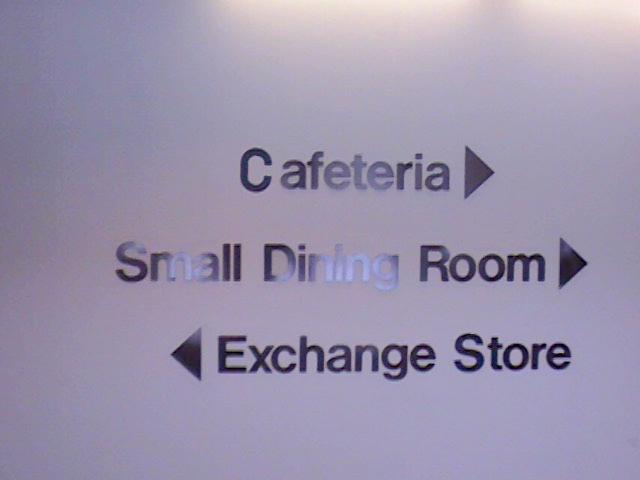 Cafeteria ▶
Small Dining Room ▶
◀ Exchange Store